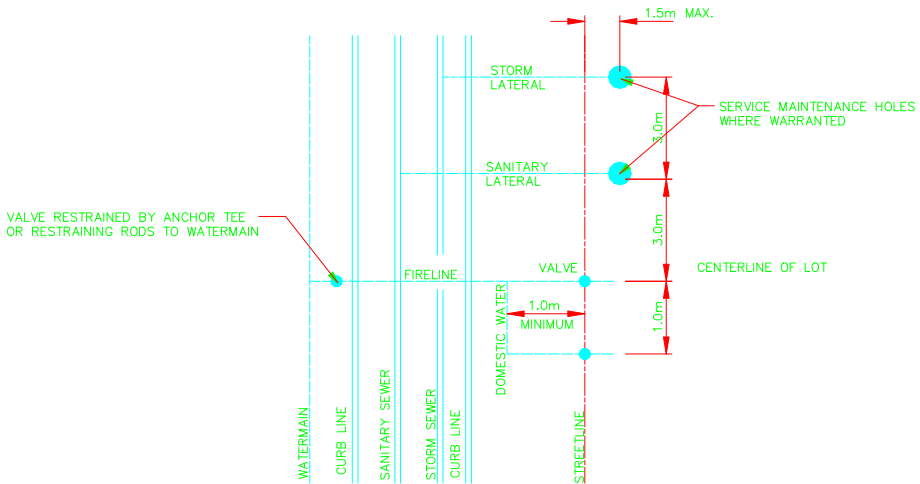 1.5m MAX.
STORM
LATERAL
SERVICE MAINTENANCE HOLES
WHERE WARRANTED
3.0m
SANITARY
LATERAL
VALVE RESTRAINED BY ANCHOR TEE
OR RESTRAINING RODS TO WATERMAIN
3.0m
FIRELINE
VALVE
CENTERLINE OF LOT
1.0m
MINIMUM
1.0m
DOMESTIC WATER
WATERMAIN
CURB LINE
SANITARY SEWER
STORM SEWER
CURB LINE
STREETLINE